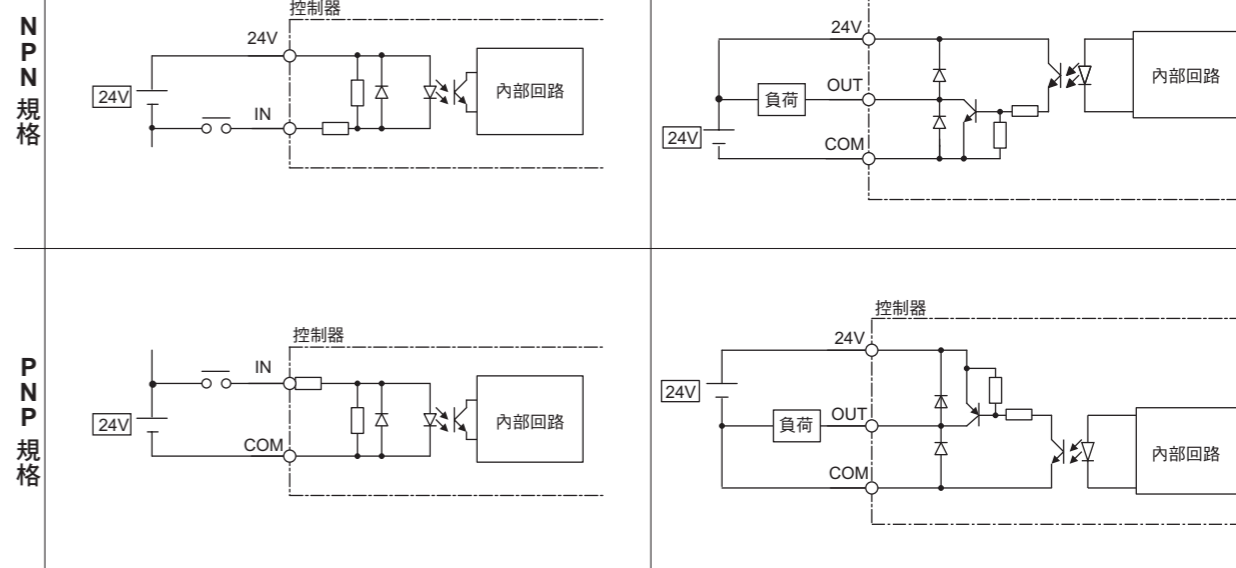 NPN規格
控制器
24V
24V
IN
內部回路
24V
負荷
OUT
24V
COM
內部回路
PNP規格
控制器
IN
24V
COM
內部回路
控制器
24V
24V
負荷
OUT
COM
內部回路